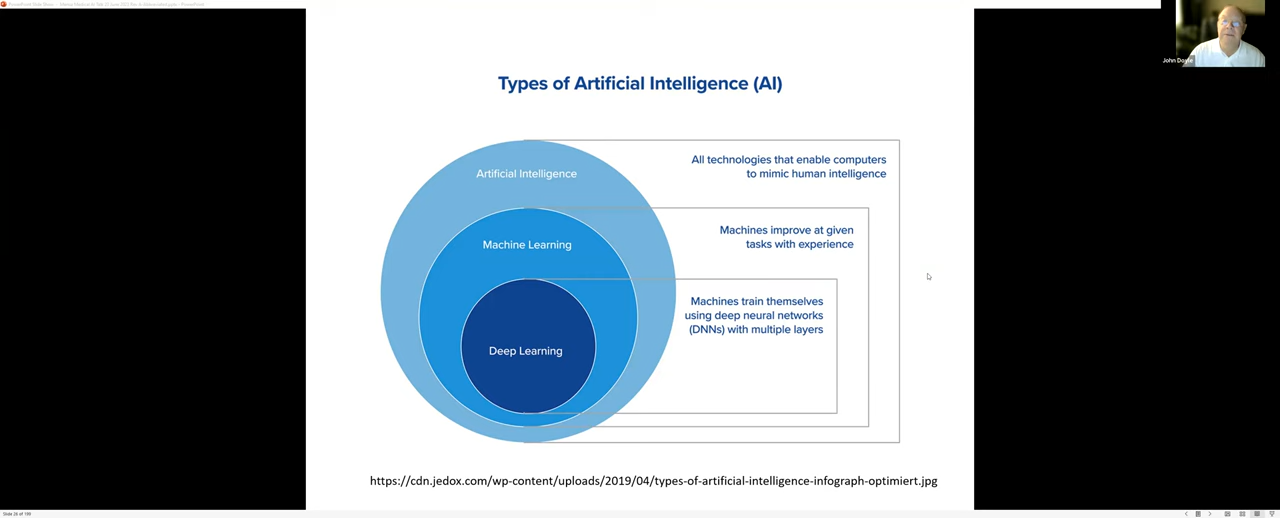 Types of Artificial Intelligence (AI)
Artificial Intelligence
All technologies that enable computers
to mimic human intelligence
Machine Learning
Machines improve at given
tasks with experience
Deep Learning
Machines train themselves
using deep neural networks
(DNNs) with multiple layers
https://cdn.jedox.com/wp-content/uploads/2019/04/types-of-artificial-intelligence-infograph-optimiert.jpg
John Doyle